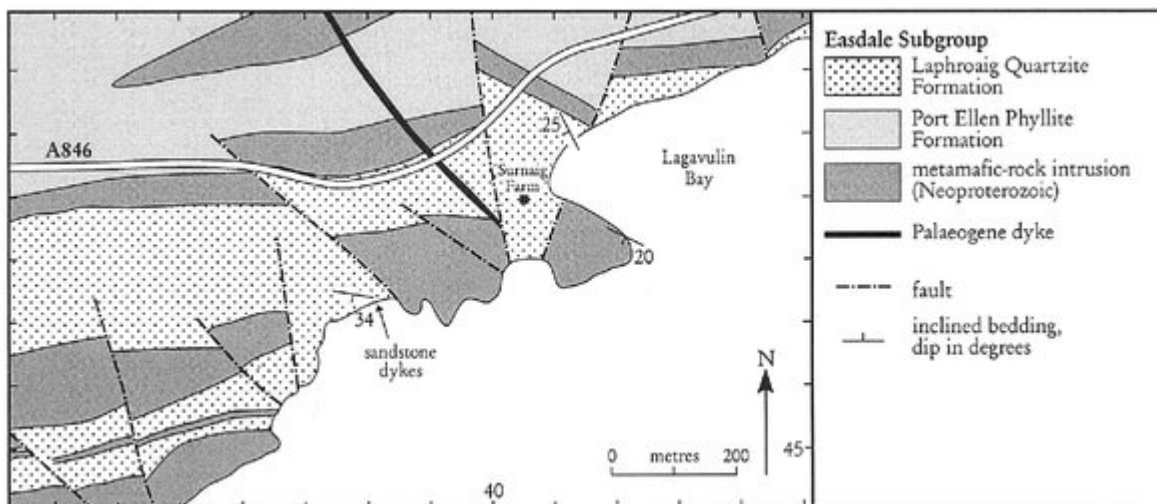 A846
25
Surnaig
Farm
Lagavulin
Bay
20
34
sandstone
dykes
N
0 metres 200
45
40
Easdale Subgroup
Laphroaig Quartzite
Formation
Port Ellen Phyllite
Formation
metamafic-rock intrusion
(Neoproterozoic)
Palaeogene dyke
fault
inclined bedding,
dip in degrees